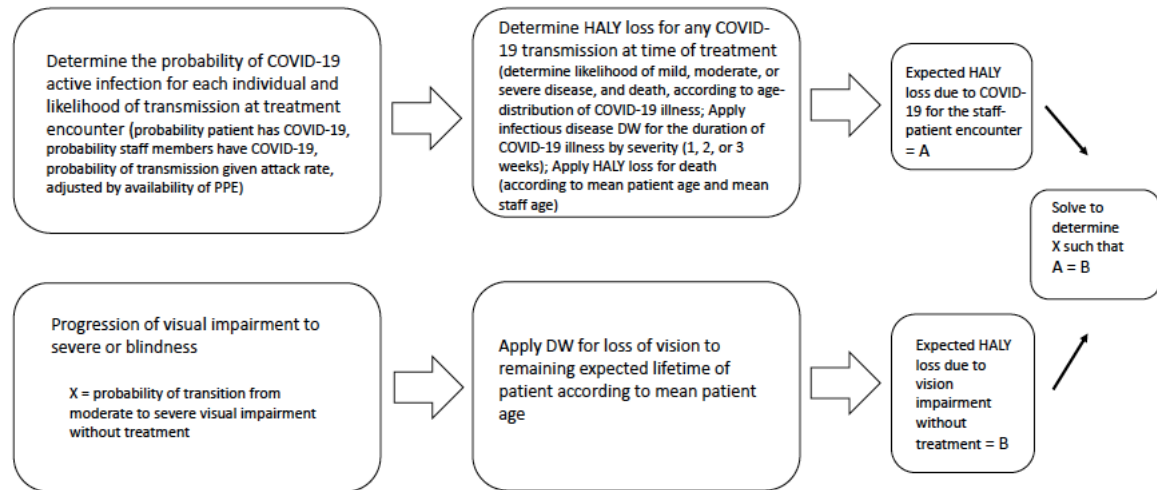 Determine the probability of COVID-19
active infection for each individual and
likelihood of transmission at treatment
encounter (probability patient has COVID-19,
probability staff members have COVID-19,
probability of transmission given attack rate,
adjusted by availability of PPE)
Determine HALY loss for any COVID-
19 transmission at time of treatment
(determine likelihood of mild, moderate, or
severe disease, and death, according to age-
distribution of COVID-19 illness; Apply
infectious disease DW for the duration of
COVID-19 illness by severity (1, 2, or 3
weeks); Apply HALY loss for death
(according to mean patient age and mean
staff age)
Expected HALY
loss due to COVID-
19 for the staff-
patient encounter
= A
Solve to
determine
X such that
A = B
Progression of visual impairment to
severe or blindness
X = probability of transition from
moderate to severe visual impairment
without treatment
Apply DW for loss of vision to
remaining expected lifetime of
patient according to mean patient
age
Expected HALY
loss due to
vision
impairment
without
treatment = B